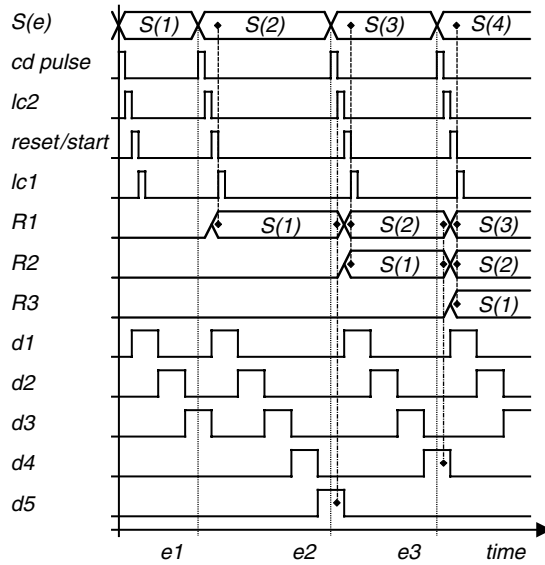 S(e) S(1) S(2) S(3) S(4)
cd pulse
lc2
reset/start
lc1
R1 S(1) S(2) S(3)
R2 S(1) S(2)
R3 S(1)
d1
d2
d3
d4
d5
e1 e2 e3 time